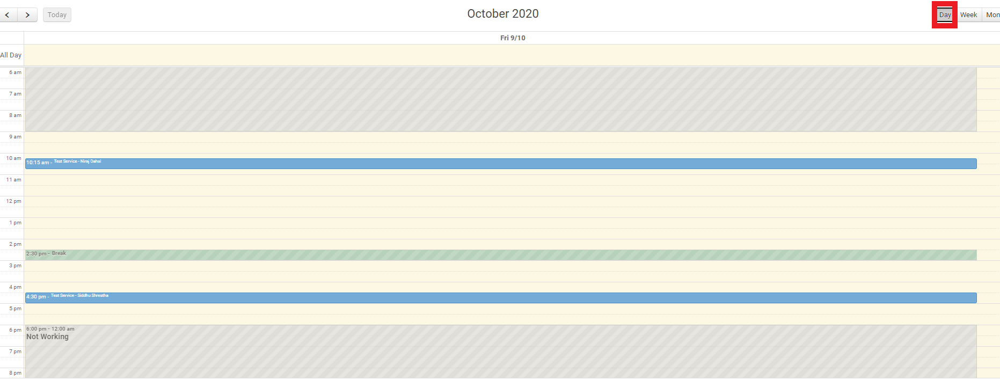 Today
October 2020
Day Week Mon
Fri 9/10
All Day
6 am
7 am
8 am
9 am
10 am
10:15 am - Test Service - Niraj Dahal
11 am
12 pm
1 pm
2 pm
2:30 pm - Break
3 pm
4 pm
4:30 pm - Test Service - Siddhu Shrestha
5 pm
6 pm
6:00 pm - 12:00 am
Not Working
7 pm
8 pm